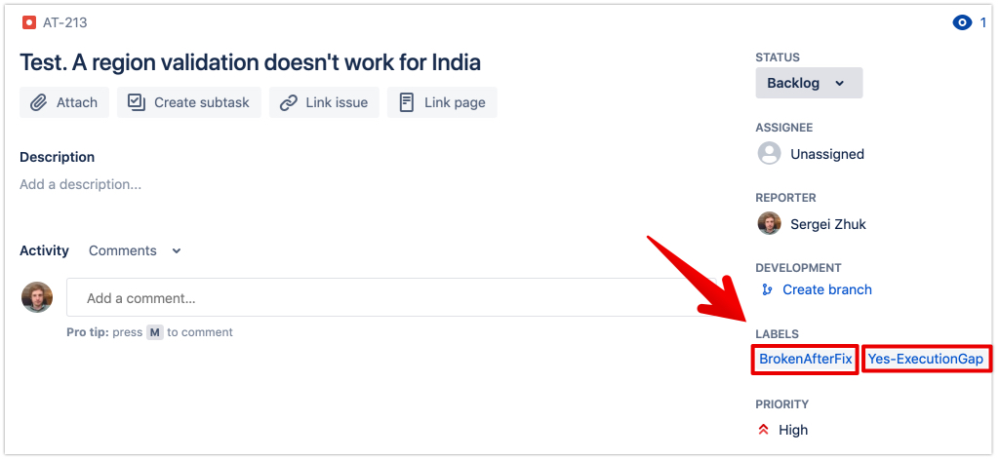 AT-213
1
Test. A region validation doesn't work for India
Attach
Create subtask
Link issue
Link page
Description
Add a description...
Activity
Comments
Add a comment...
Pro tip: press M to comment
STATUS
Backlog
ASSIGNEE
Unassigned
REPORTER
Sergei Zhuk
DEVELOPMENT
Create branch
LABELS
BrokenAfterFix Yes-ExecutionGap
PRIORITY
High